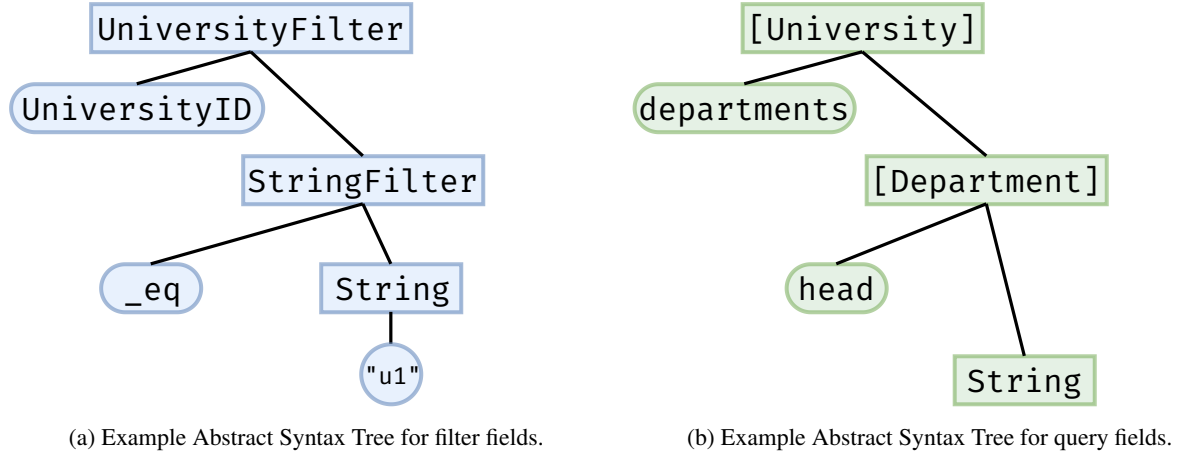 UniversityFilter
UniversityID
StringFilter
_eq
String
"u1"
(a) Example Abstract Syntax Tree for filter fields.
[University]
departments
[Department]
head
String
(b) Example Abstract Syntax Tree for query fields.